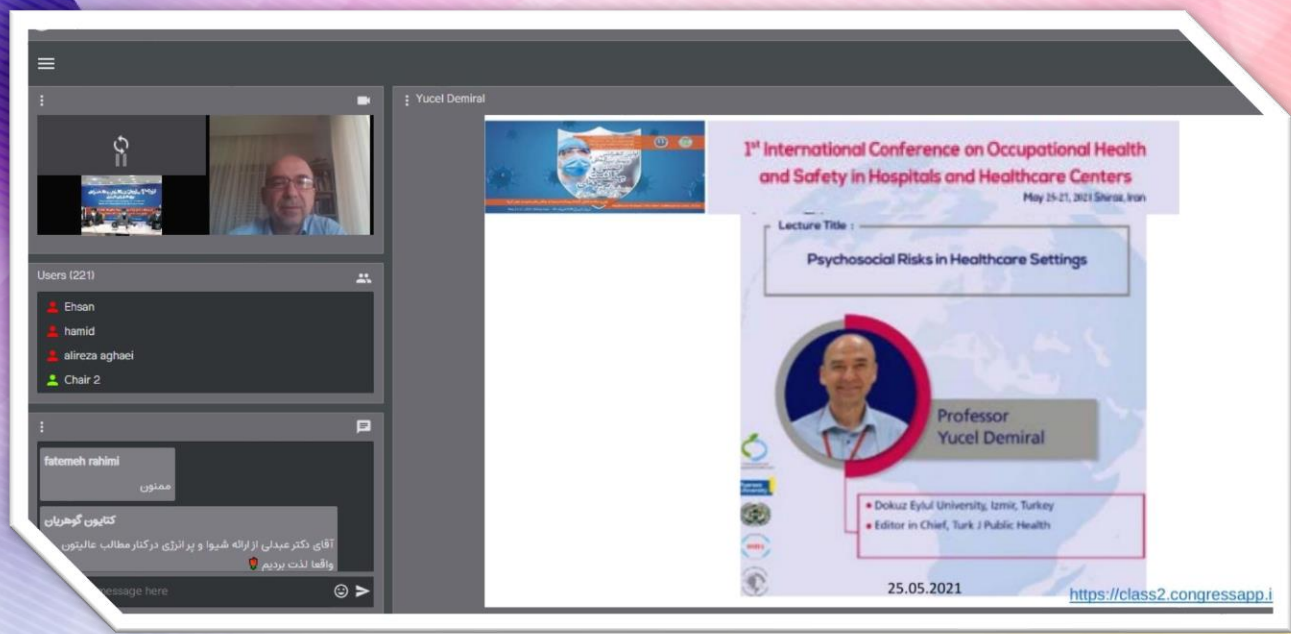 Yucel Demiral
1st International Conference on Occupational Health
and Safety in Hospitals and Healthcare Centers
May 25-27, 2021 Shiraz, Iran
Lecture Title :
Psychosocial Risks in Healthcare Settings
Users (221)
Ehsan
hamid
alireza aghaei
Chair 2
fatemeh rahimi
ممنون
کتایون گوهریان
آقای دکتر عبدلی از ارائه شیوا و پر انرژی درکنار مطالب عالیتون
واقعا لذت بردیم
message here
Professor
Yucel Demiral
• Dokuz Eylul University, Izmir, Turkey
• Editor in Chief, Turk J Public Health
25.05.2021
https://class2.congressapp.i